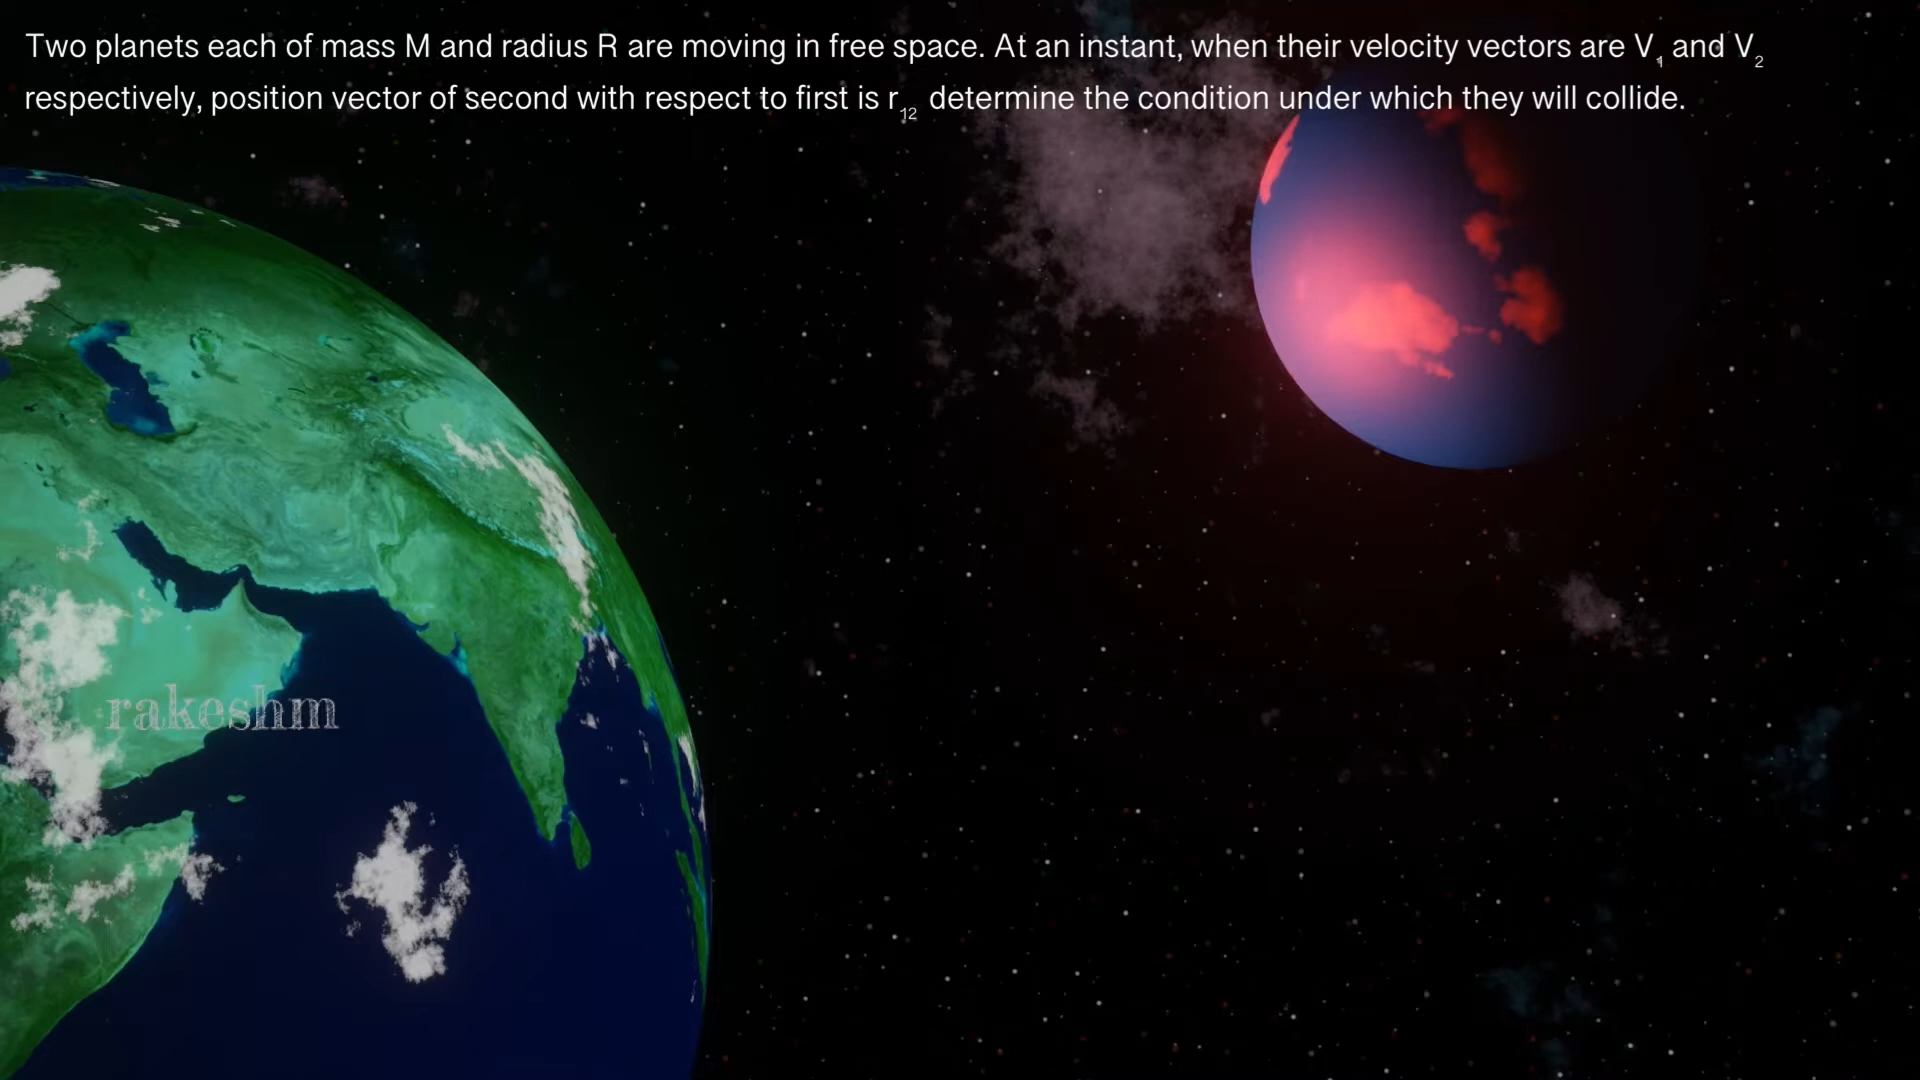 Two planets each of mass M and radius R are moving in free space. At an instant, when their velocity vectors are V₁ and V₂
respectively, position vector of second with respect to first is r₁₂ determine the condition under which they will collide.
rakeshm